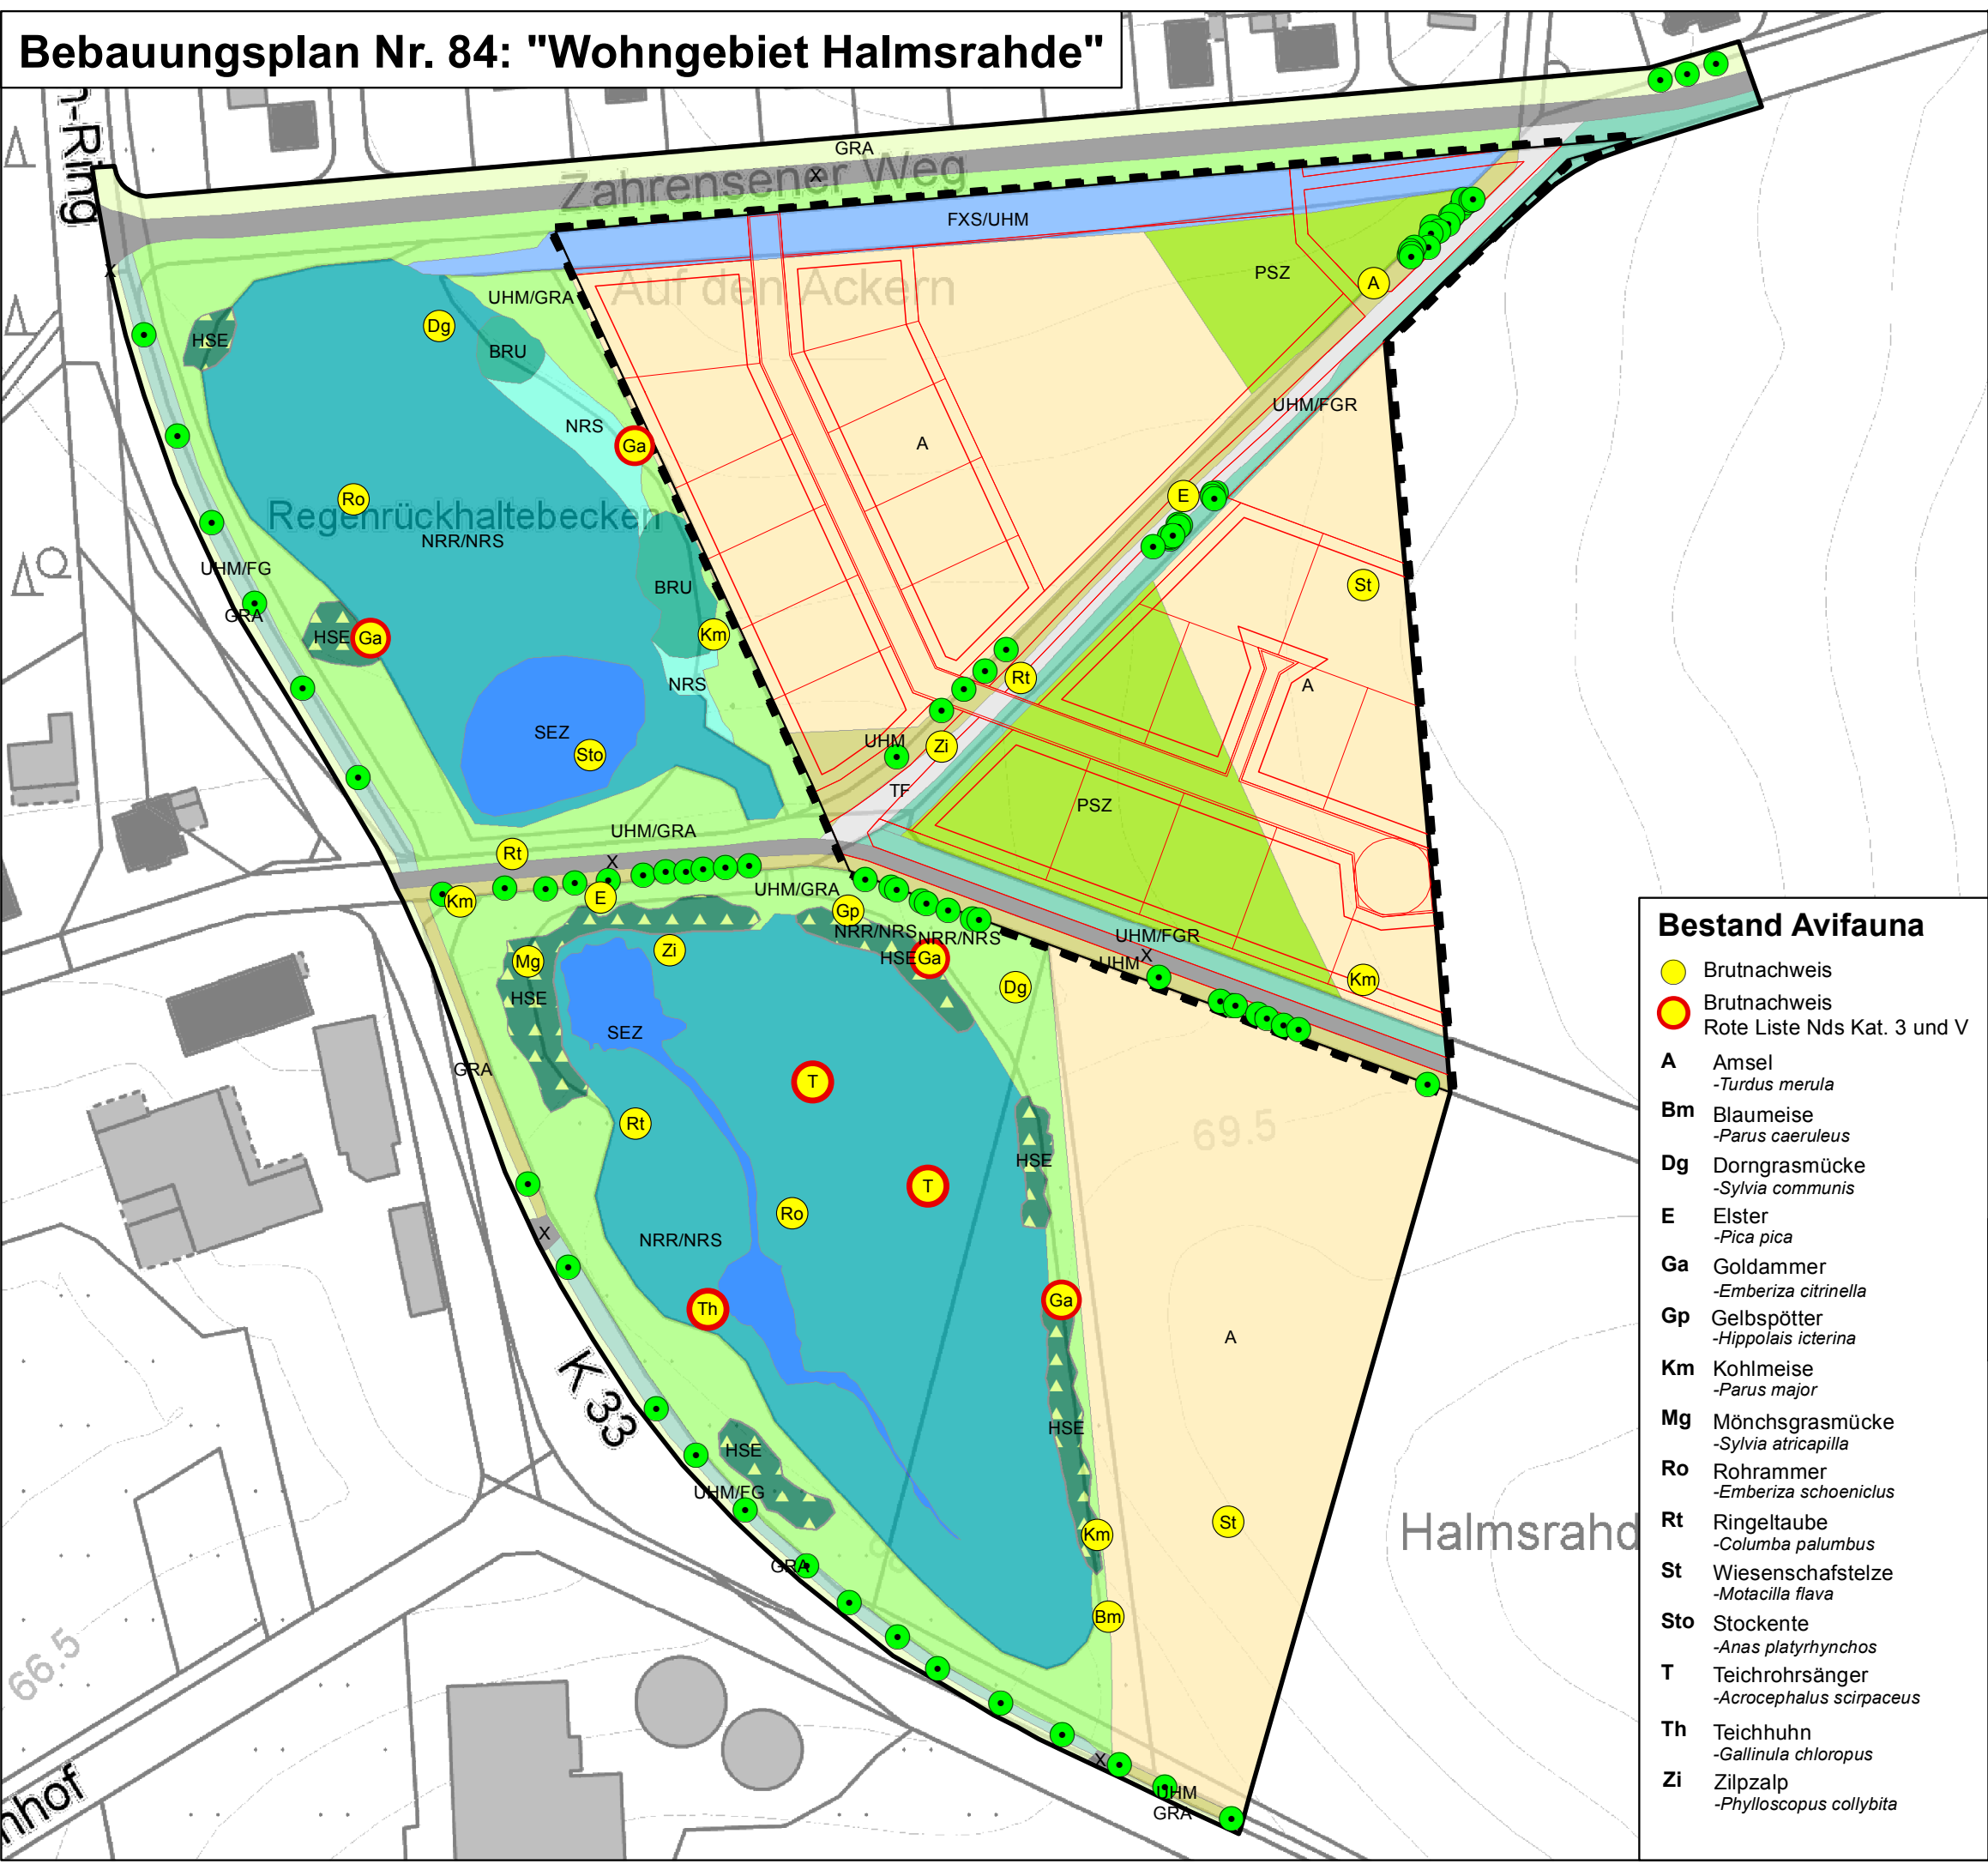 Bebauungsplan Nr. 84: "Wohngebiet Halmsrahde"
n-Ring
GRA
Zahrensener Weg
X
FXS/UHM
X
PSZ
A
UHM/GRA
Auf den Ackern
HSE
Dg
BRU
UHM/FGR
NRS
Ga
A
Ro
Regenrückhaltebecken
E
NRR/NRS
UHM/FG
BRU
St
GRA
HSE
Ga
Km
NRS
Rt
A
SEZ
Sto
UHM
Zi
TF
PSZ
UHM/GRA
Rt
X
Km
E
UHM/GRA
Gp
NRR/NRS
NRR/NRS
UHM/FGR
Mg
Zi
HSE
Ga
UHM
X
Km
HSE
Dg
SEZ
GRA
T
Rt
69.5
HSE
T
Ro
X
NRR/NRS
Th
Ga
A
K 33
HSE
HSE
UHM/FG
St
Km
Halmsrahd
GRA
Bm
66.5
X
UHM
GRA
nhof
Bestand Avifauna
Brutnachweis
Brutnachweis
Rote Liste Nds Kat. 3 und V
A Amsel
-Turdus merula
Bm Blaumeise
-Parus caeruleus
Dg Dorngrasmücke
-Sylvia communis
E Elster
-Pica pica
Ga Goldammer
-Emberiza citrinella
Gp Gelbspötter
-Hippolais icterina
Km Kohlmeise
-Parus major
Mg Mönchsgrasmücke
-Sylvia atricapilla
Ro Rohrammer
-Emberiza schoeniclus
Rt Ringeltaube
-Columba palumbus
St Wiesenschafstelze
-Motacilla flava
Sto Stockente
-Anas platyrhynchos
T Teichrohrsänger
-Acrocephalus scirpaceus
Th Teichhuhn
-Gallinula chloropus
Zi Zilpzalp
-Phylloscopus collybita